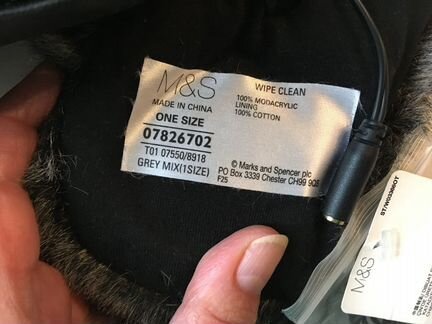 M&S
MADE IN CHINA
ONE SIZE
07826702
T01 07550/8918
GREY MIX(1SIZE)
WIPE CLEAN
100% MODACRYLIC
LINING
100% COTTON
© Marks and Spencer plc
PO Box 3339 Chester CH99 9QS
F25
M&S